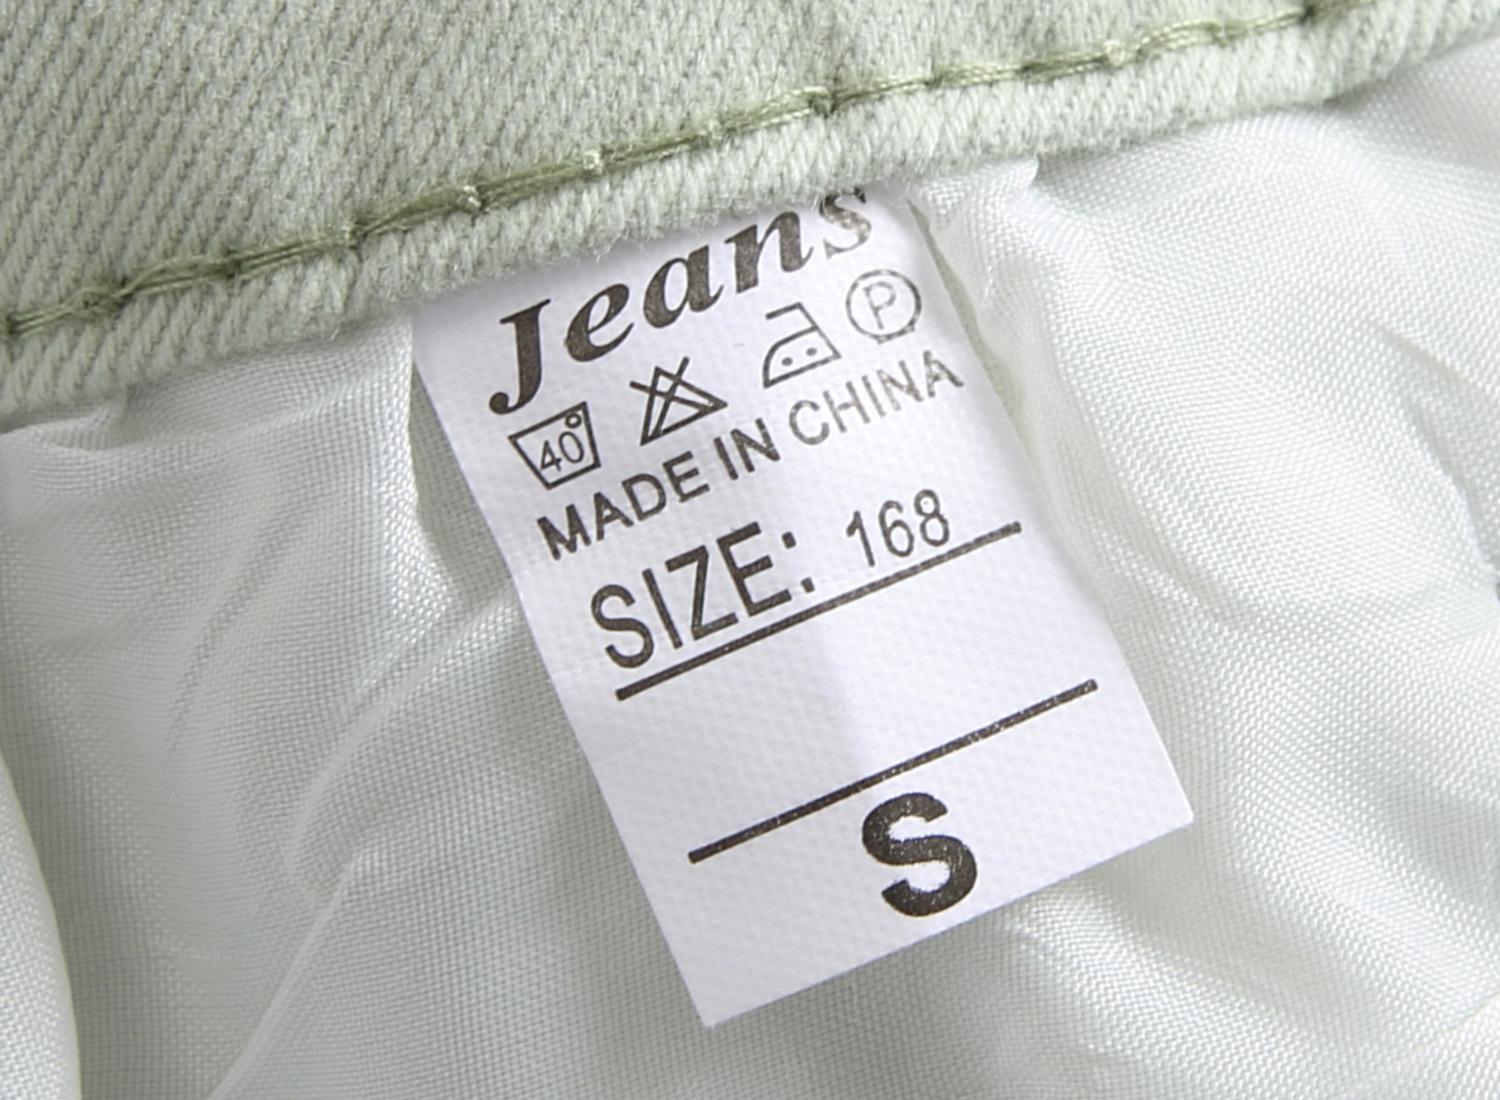 Jeans
40° P
MADE IN CHINA
SIZE: 168
S